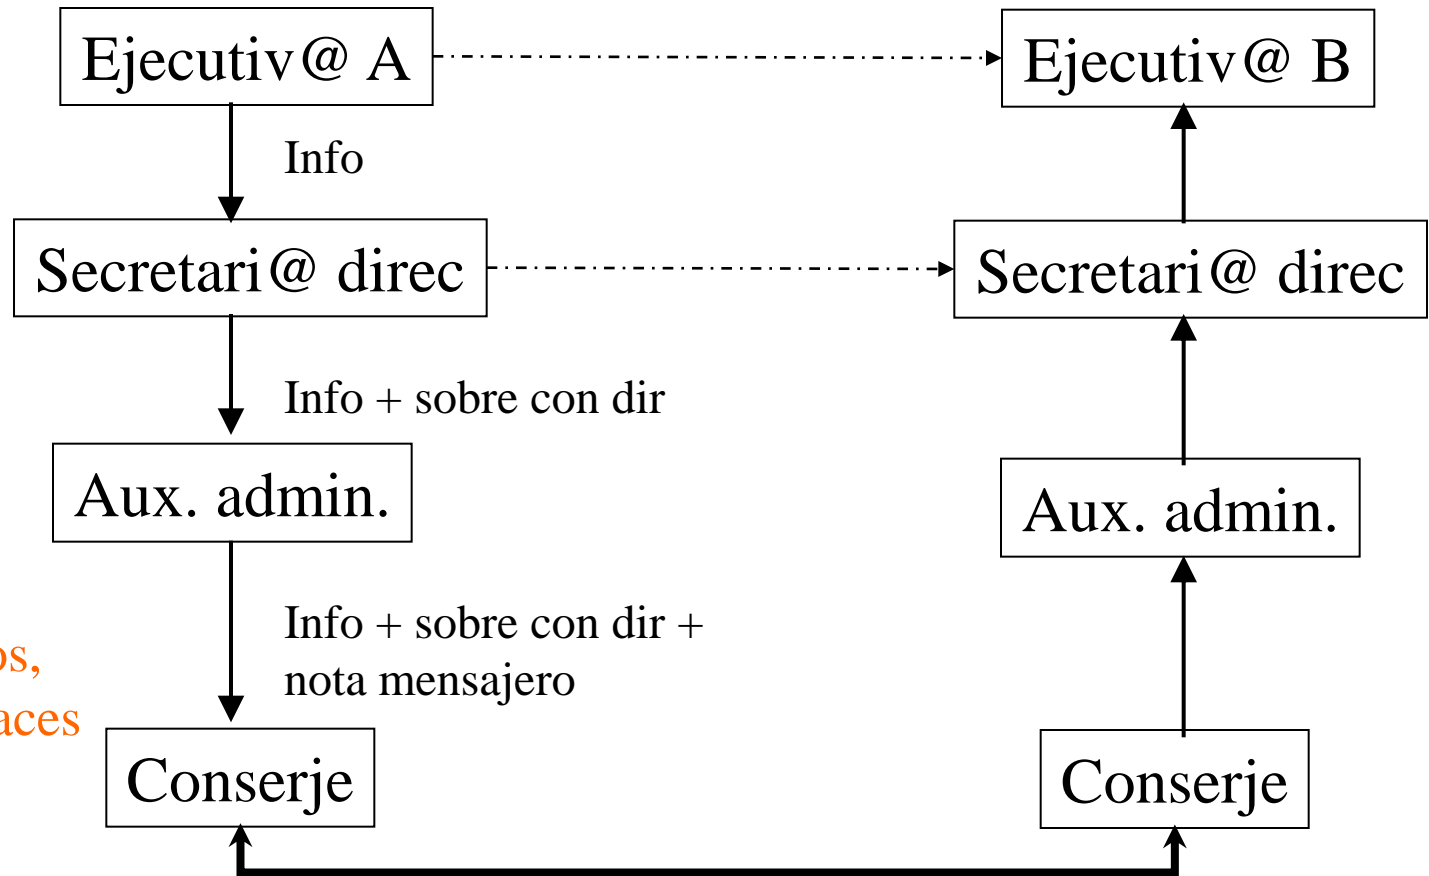 Ejecutiv@ A
Ejecutiv@ B
Info
Secretari@ direc
Secretari@ direc
Info + sobre con dir
Aux. admin.
Aux. admin.
Info + sobre con dir +
nota mensajero
Conserje
Conserje